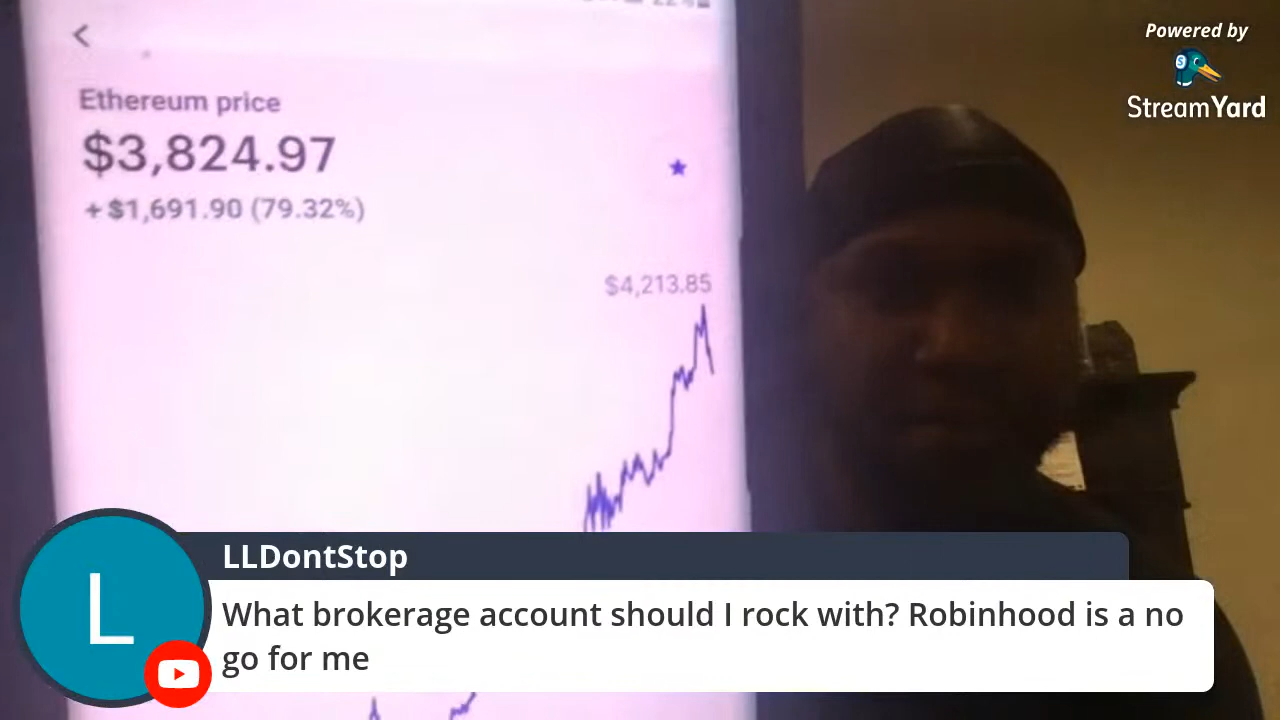 Powered by
StreamYard
Ethereum price
$3,824.97
+ $1,691.90 (79.32%)
$4,213.85
L
LLDontStop
What brokerage account should I rock with? Robinhood is a no
go for me